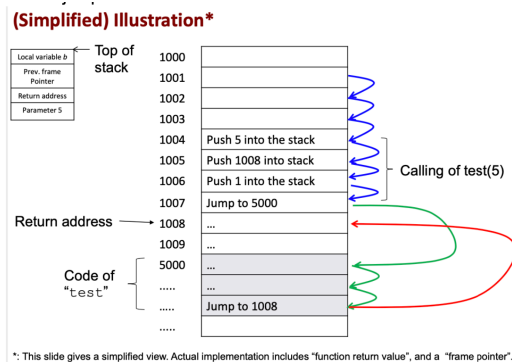 (Simplified) Illustration*
Top of
stack
Local variable b
Prev. frame
Pointer
Return address
Parameter 5
1000
1001
1002
1003
1004 Push 5 into the stack
1005 Push 1008 into stack
1006 Push 1 into the stack
1007 Jump to 5000
Calling of test(5)
Return address
1008 ...
1009 ...
5000 ...
..... ...
..... Jump to 1008
.....
Code of
"test"
*: This slide gives a simplified view. Actual implementation includes "function return value", and a "frame pointer".